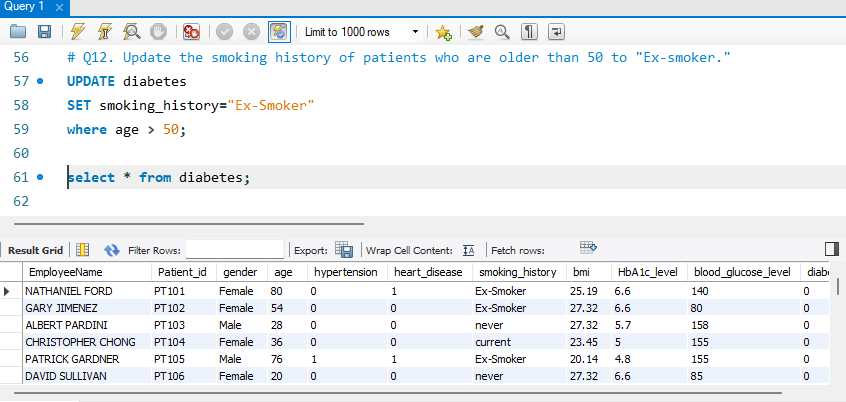 Query 1
Limit to 1000 rows
56 # Q12. Update the smoking history of patients who are older than 50 to "Ex-smoker."
57 UPDATE diabetes
58 SET smoking_history="Ex-Smoker"
59 where age > 50;
60
61 select * from diabetes;
62
Result Grid Filter Rows: Export: Wrap Cell Content: Fetch rows:
EmployeeName Patient_id gender age hypertension heart_disease smoking_history bmi HbA1c_level blood_glucose_level diabe
NATHANIEL FORD PT101 Female 80 0 1 Ex-Smoker 25.19 6.6 140 0
GARY JIMENEZ PT102 Female 54 0 0 Ex-Smoker 27.32 6.6 80 0
ALBERT PARDINI PT103 Male 28 0 0 never 27.32 5.7 158 0
CHRISTOPHER CHONG PT104 Female 36 0 0 current 23.45 5 155 0
PATRICK GARDNER PT105 Male 76 1 1 Ex-Smoker 20.14 4.8 155 0
DAVID SULLIVAN PT106 Female 20 0 0 never 27.32 6.6 85 0